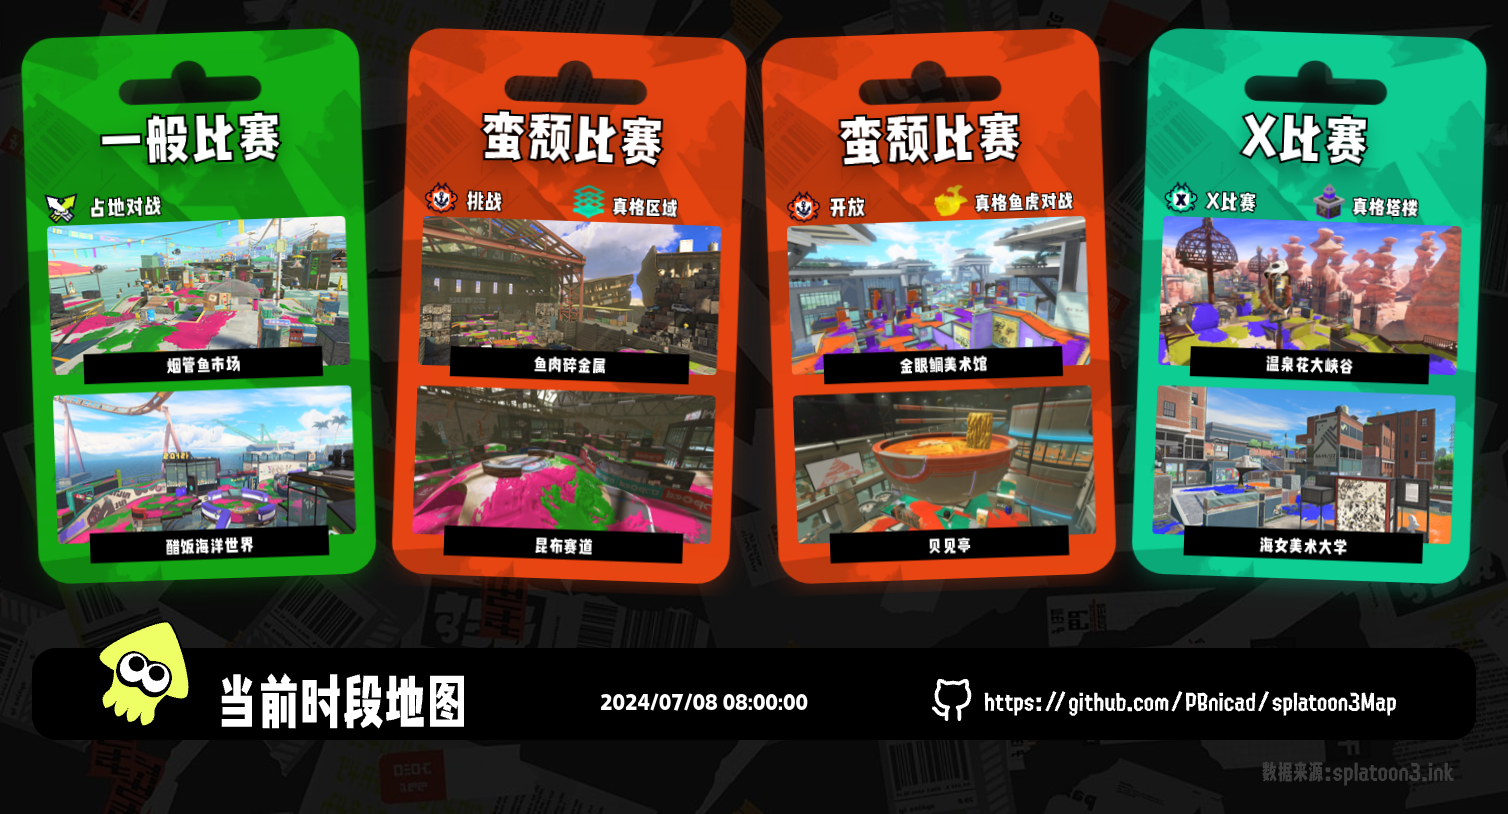 一般比赛
占地对战
烟管鱼市场
醋饭海洋世界
蛮颓比赛
挑战
真格区域
鱼肉碎金属
昆布赛道
蛮颓比赛
开放
真格鱼虎对战
金眼鲷美术馆
贝贝亭
X比赛
X比赛
真格塔楼
温泉花大峡谷
海女美术大学
当前时段地图
2024/07/08 08:00:00
https://github.com/PBnicad/splatoon3Map
数据来源:splatoon3.ink